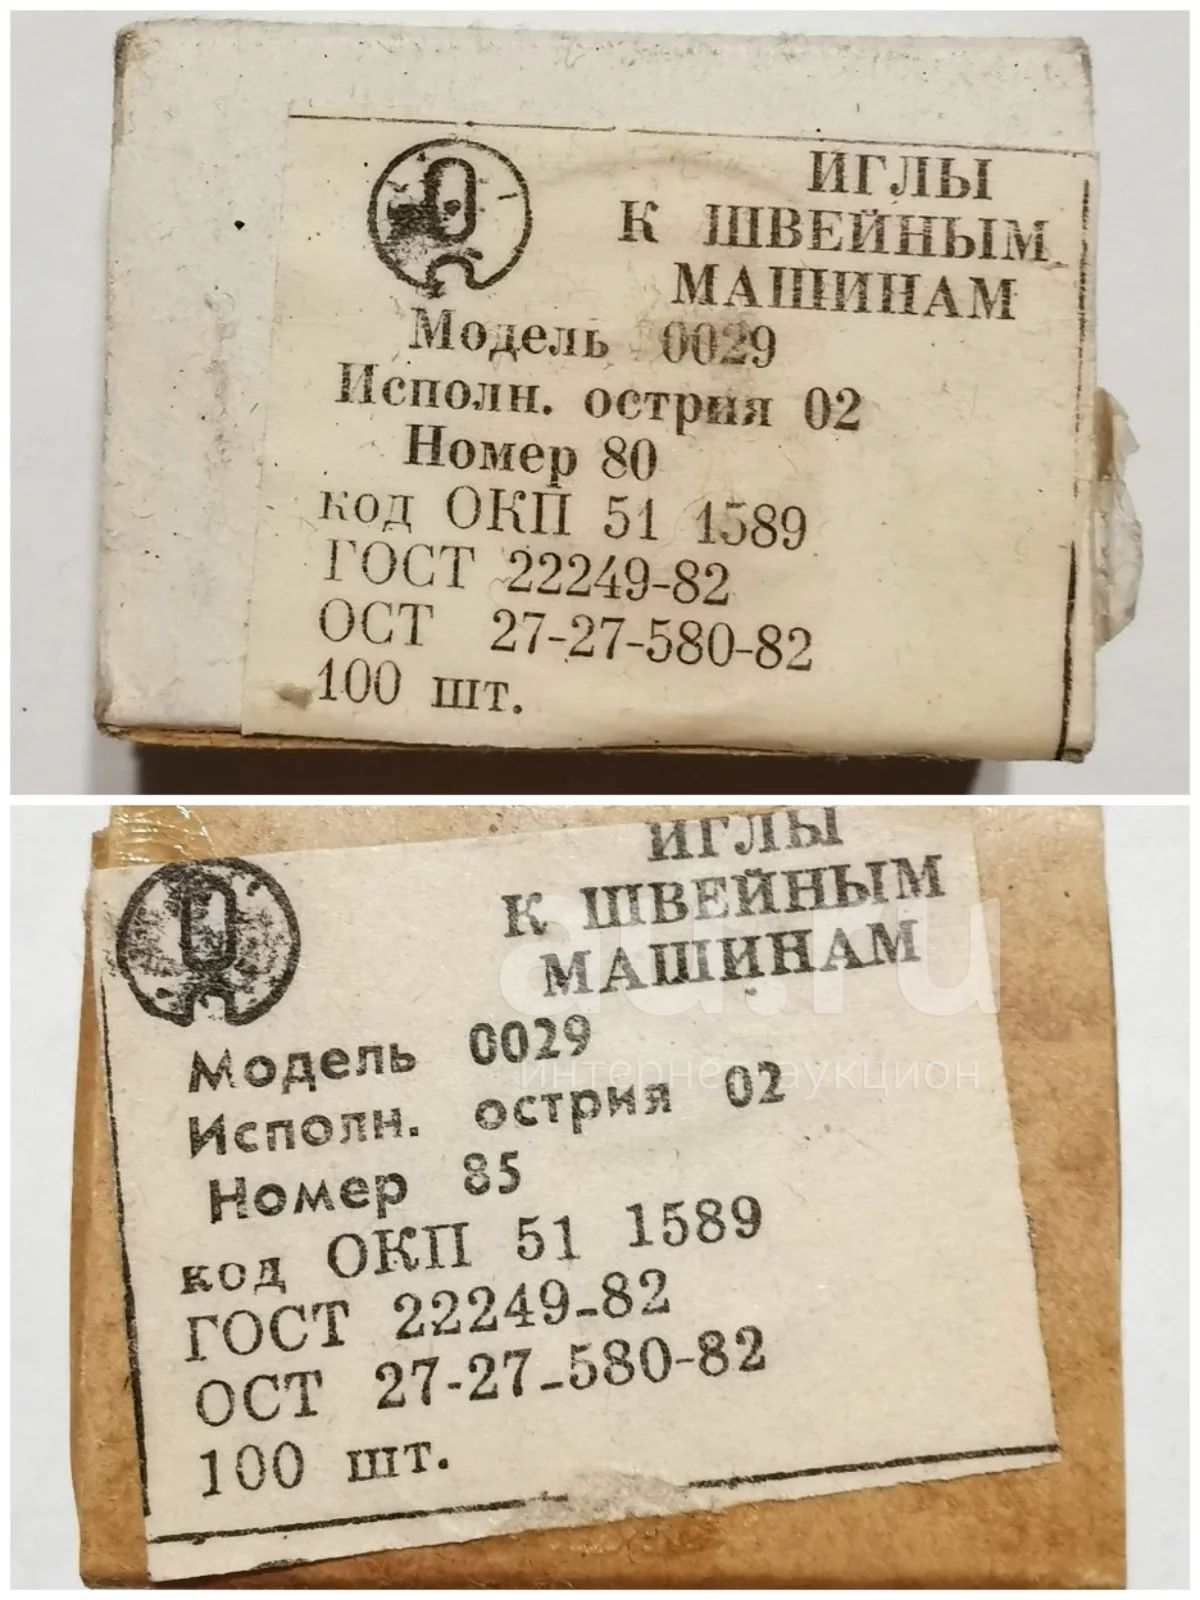 ИГЛЫ
К ШВЕЙНЫМ
МАШИНАМ
Модель 0029
Исполн. острия 02
Номер 80
код ОКП 51 1589
ГОСТ 22249-82
ОСТ 27-27-580-82
100 шт.
ИГЛЫ
К ШВЕЙНЫМ
МАШИНАМ
au.ru
Модель 0029
интернет аукцион
Исполн. острия 02
Номер 85
код ОКП 51 1589
ГОСТ 22249-82
ОСТ 27-27-580-82
100 шт.